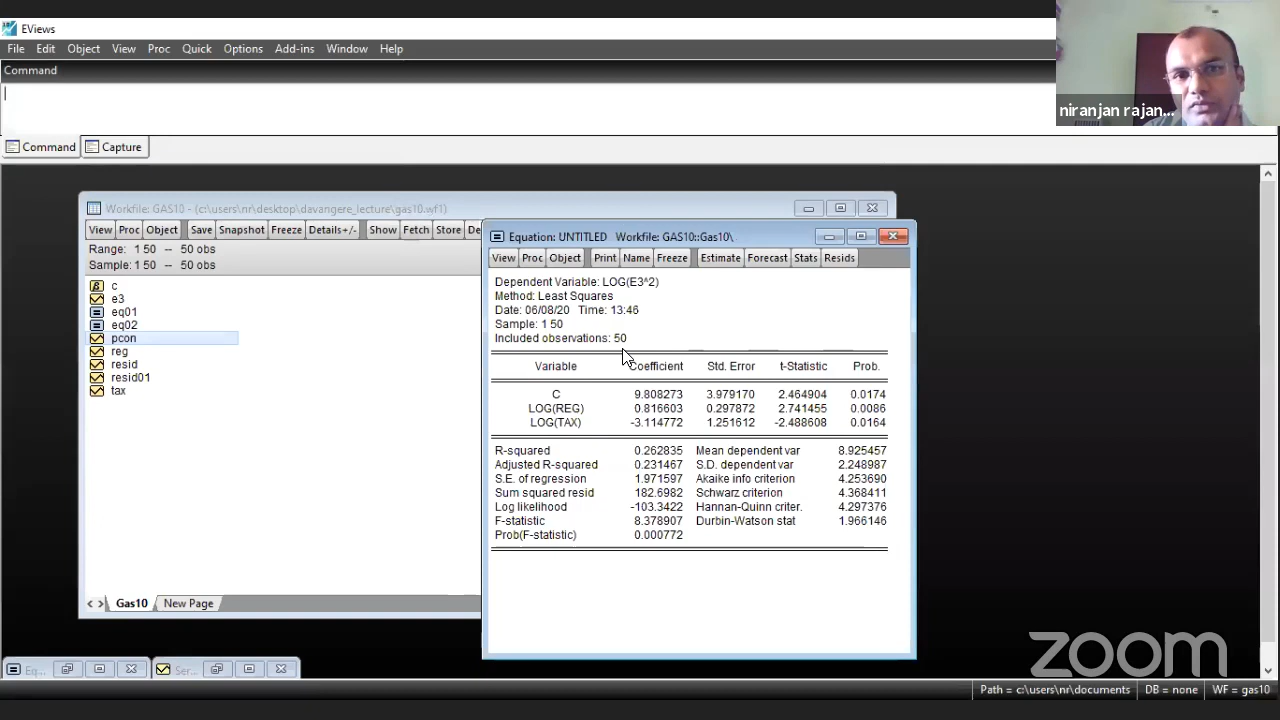 EViews
File Edit Object View Proc Quick Options Add-ins Window Help
Command
niranjan rajan...
Command Capture
Workfile: GAS10 - (c:\users\nr\desktop\davangere_lecture\gas10.wf1)
View Proc Object Save Snapshot Freeze Details+/- Show Fetch Store De
Range: 1 50 -- 50 obs
Sample: 1 50 -- 50 obs
c
e3
eq01
eq02
pcon
reg
resid
resid01
tax
Gas10 New Page
Equation: UNTITLED Workfile: GAS10::Gas10\
View Proc Object Print Name Freeze Estimate Forecast Stats Resids
Dependent Variable: LOG(E3^2)
Method: Least Squares
Date: 06/08/20 Time: 13:46
Sample: 1 50
Included observations: 50
Variable Coefficient Std. Error t-Statistic Prob.
C 9.808273 3.979170 2.464904 0.0174
LOG(REG) 0.816603 0.297872 2.741455 0.0086
LOG(TAX) -3.114772 1.251612 -2.488608 0.0164
R-squared 0.262835 Mean dependent var 8.925457
Adjusted R-squared 0.231467 S.D. dependent var 2.248987
S.E. of regression 1.971597 Akaike info criterion 4.253690
Sum squared resid 182.6982 Schwarz criterion 4.368411
Log likelihood -103.3422 Hannan-Quinn criter. 4.297376
F-statistic 8.378907 Durbin-Watson stat 1.966146
Prob(F-statistic) 0.000772
Eq... Ser...
zoom
Path = c:\users\nr\documents DB = none WF = gas10